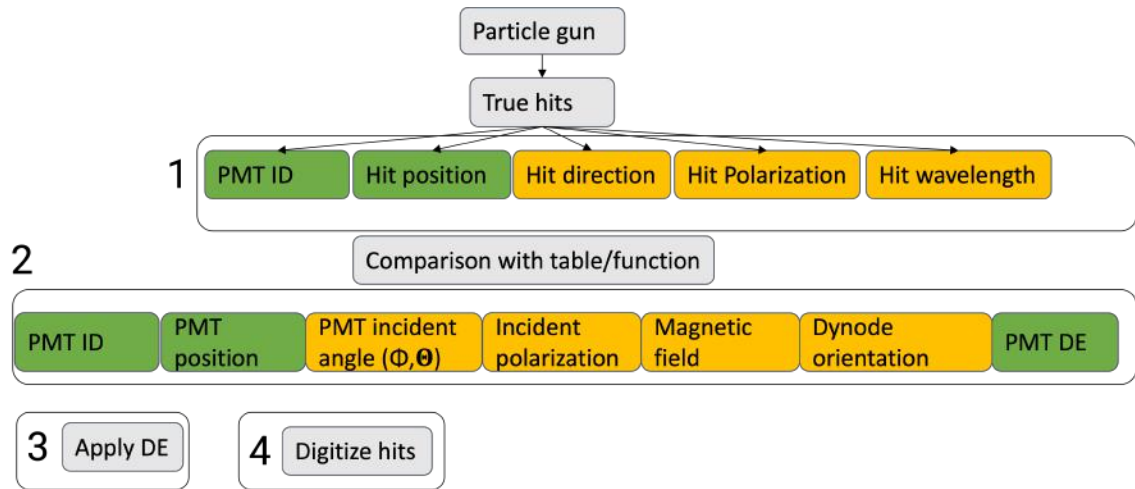 Particle gun
True hits
1
PMT ID
Hit position
Hit direction
Hit Polarization
Hit wavelength
2
Comparison with table/function
PMT ID
PMT
position
PMT incident
angle (Φ,Θ)
Incident
polarization
Magnetic
field
Dynode
orientation
PMT DE
3
Apply DE
4
Digitize hits